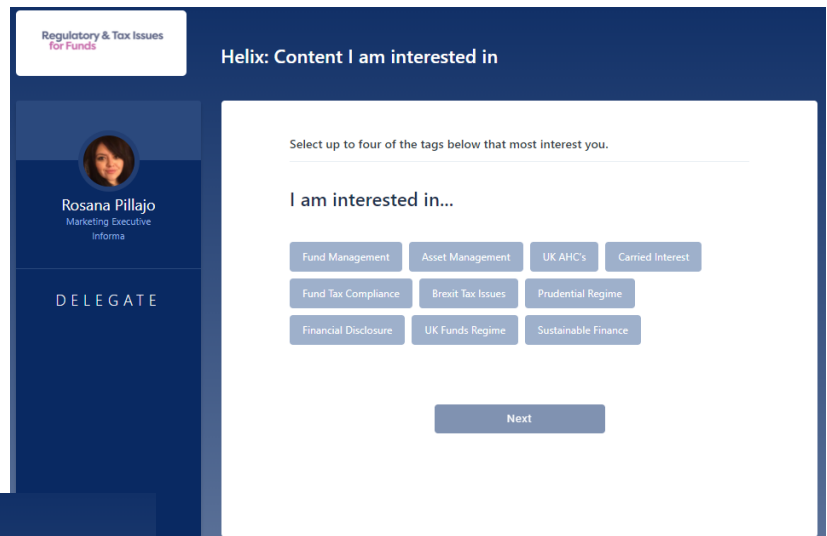 Regulatory & Tax Issues
for Funds
Helix: Content I am interested in
Rosana Pillajo
Marketing Executive
Informa
DELEGATE
Select up to four of the tags below that most interest you.
I am interested in...
Fund Management
Asset Management
UK AHC's
Carried Interest
Fund Tax Compliance
Brexit Tax Issues
Prudential Regime
Financial Disclosure
UK Funds Regime
Sustainable Finance
Next